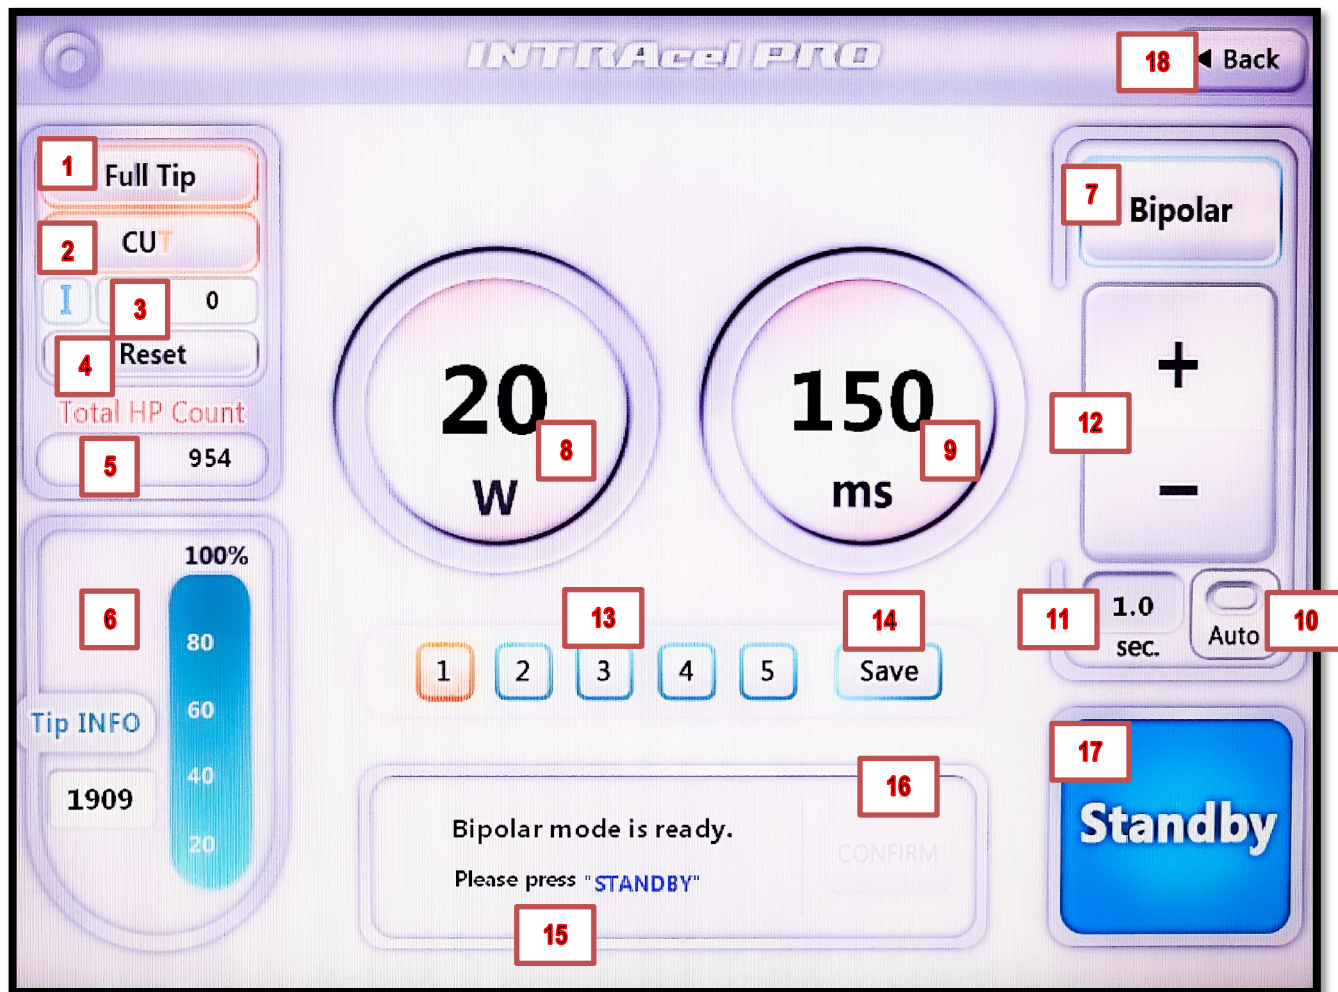 INTRAcel PRO
18
Back
1
Full Tip
2
CUT
I
3
0
4
Reset
Total HP Count
5
954
6
100%
80
60
40
20
Tip INFO
1909
20
8
W
150
9
ms
7
Bipolar
+
12
−
11
1.0
sec.
10
Auto
13
14
1
2
3
4
5
Save
16
Bipolar mode is ready.
CONFIRM
Please press "STANDBY"
15
17
Standby